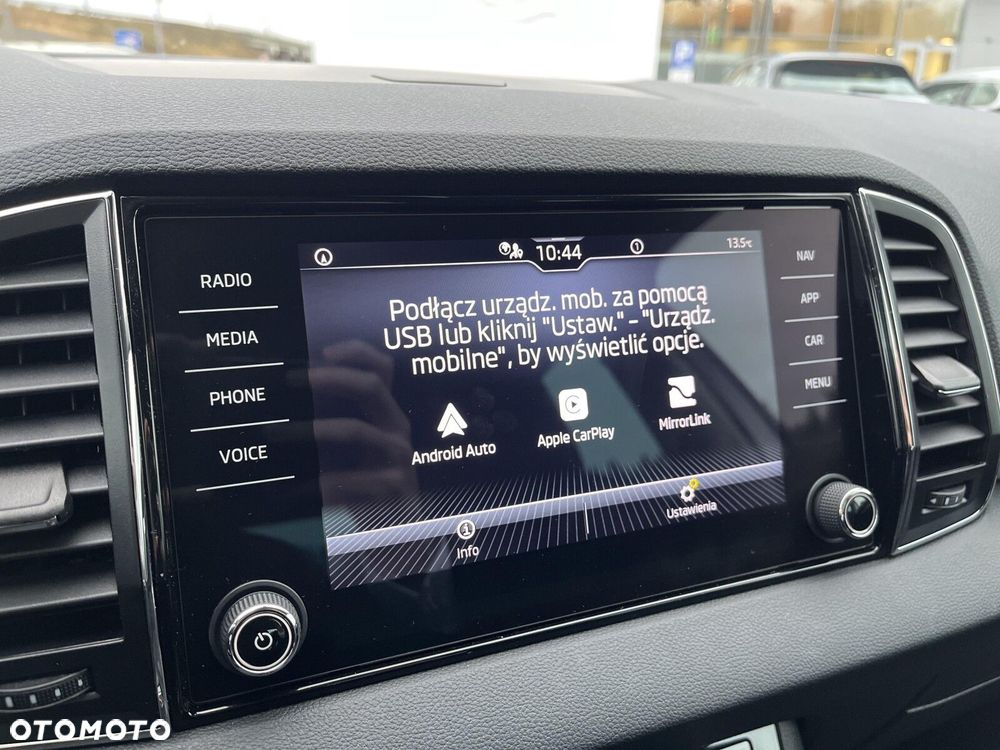 10:44
1
13.5°C
RADIO
MEDIA
PHONE
VOICE
NAV
APP
CAR
MENU
Podłącz urządz. mob. za pomocą
USB lub kliknij "Ustaw." - "Urządz.
mobilne", by wyświetlić opcje.
Android Auto
Apple CarPlay
MirrorLink
Info
Ustawienia
OTOMOTO